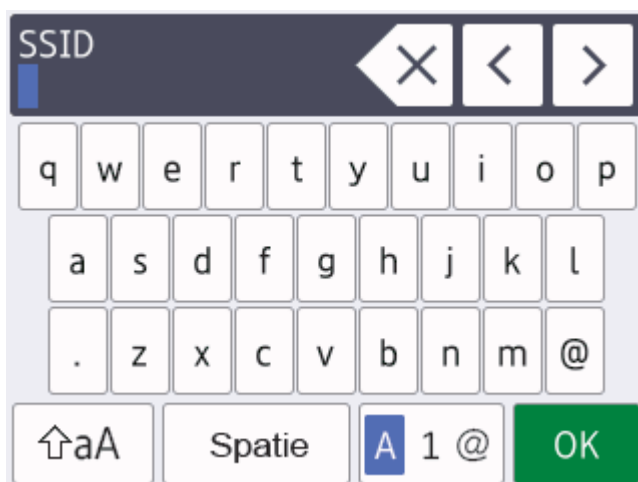 SSID
q w e r t y u i o p
a s d f g h j k l
. z x c v b n m @
aA Spatie A 1 @ OK